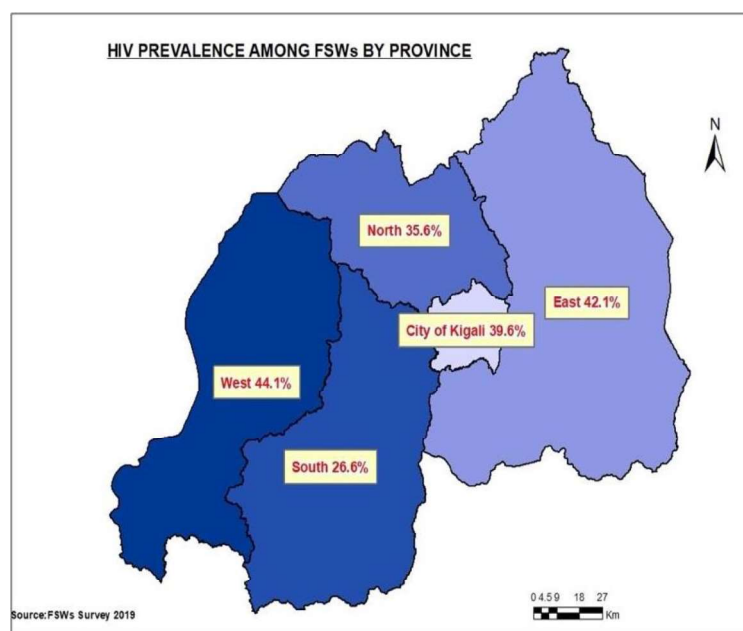 HIV PREVALENCE AMONG FSWs BY PROVINCE
N
North 35.6%
East 42.1%
City of Kigali 39.6%
West 44.1%
South 26.6%
0 4.5 9 18 27
Km
Source:FSWs Survey 2019